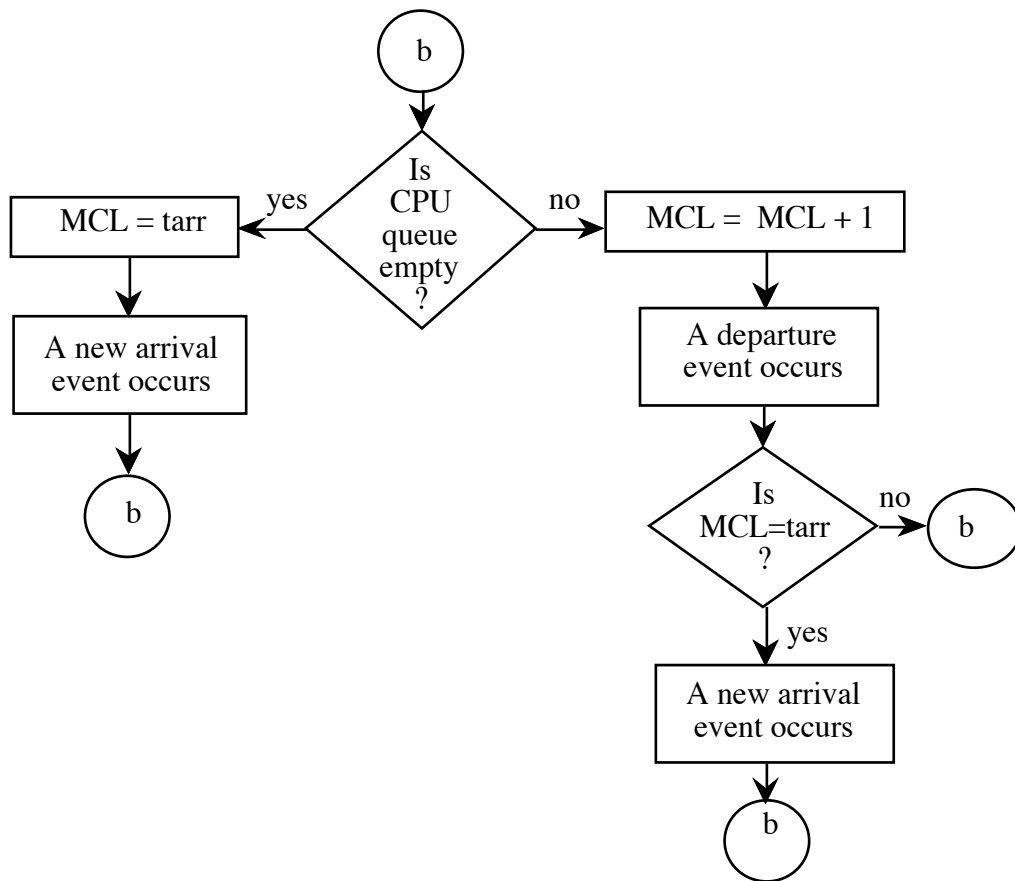 b
Is
CPU
queue
empty
?
yes
no
MCL = tarr
MCL = MCL + 1
A new arrival
event occurs
A departure
event occurs
b
Is
MCL=tarr
?
no
b
yes
A new arrival
event occurs
b